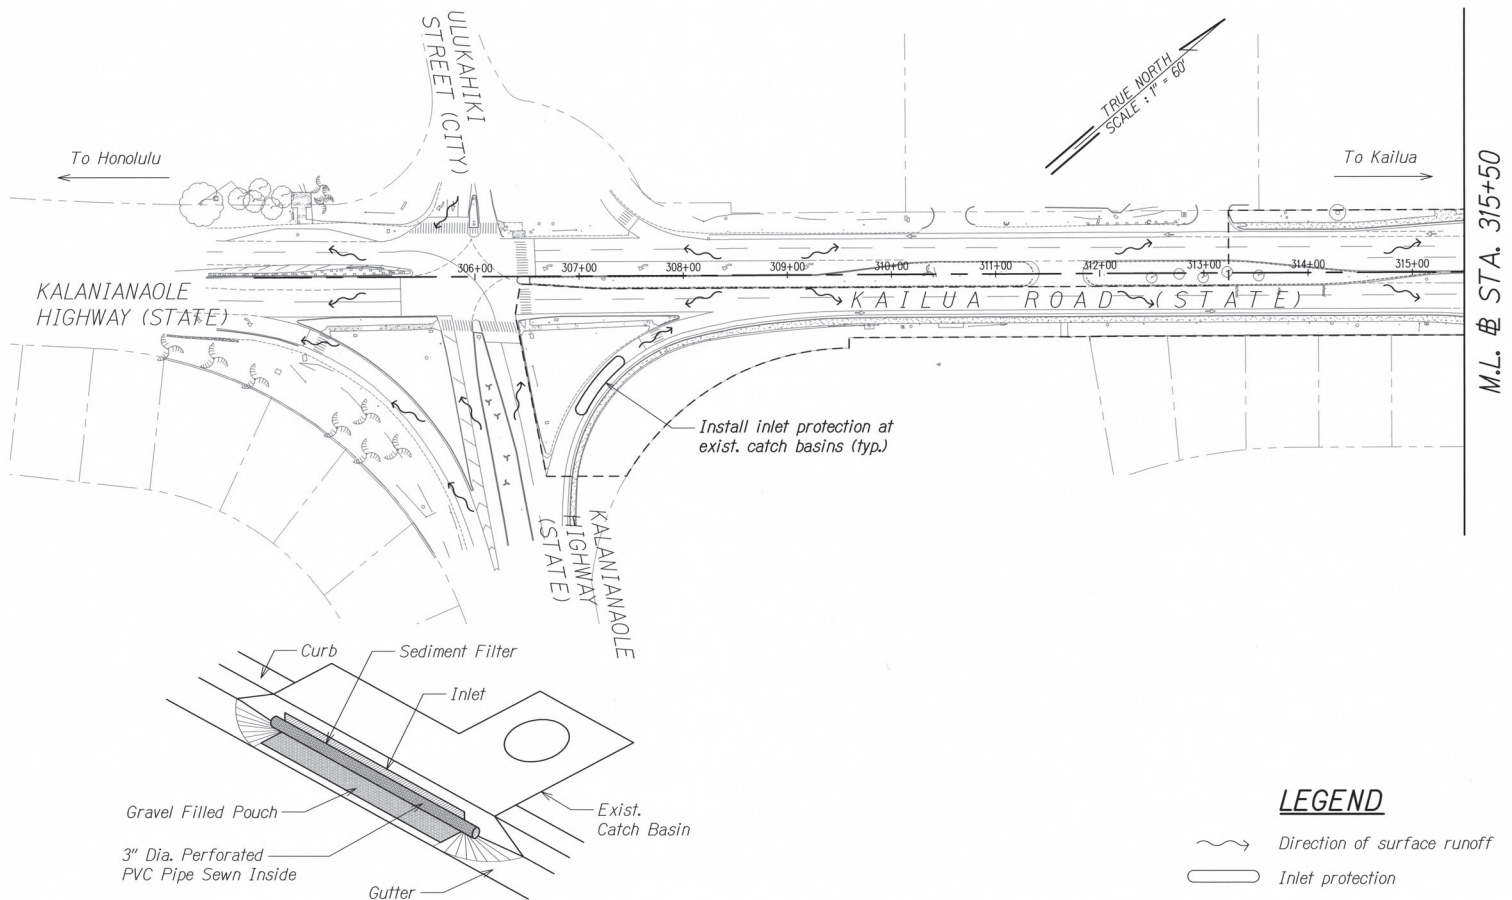 ULUKAHIKI
STREET (CITY)
TRUE NORTH
SCALE : 1" = 60'
To Honolulu
To Kailua
M.L. ⅊ STA. 315+50
306+00
307+00
308+00
309+00
310+00
311+00
312+00
313+00
314+00
315+00
KALANIANAOLE
HIGHWAY (STATE)
KAILUA ROAD (STATE)
Install inlet protection at
exist. catch basins (typ.)
KALANIANAOLE
HIGHWAY
(STATE)
Curb
Sediment Filter
Inlet
Gravel Filled Pouch
Exist.
Catch Basin
3" Dia. Perforated
PVC Pipe Sewn Inside
Gutter
LEGEND
Direction of surface runoff
Inlet protection